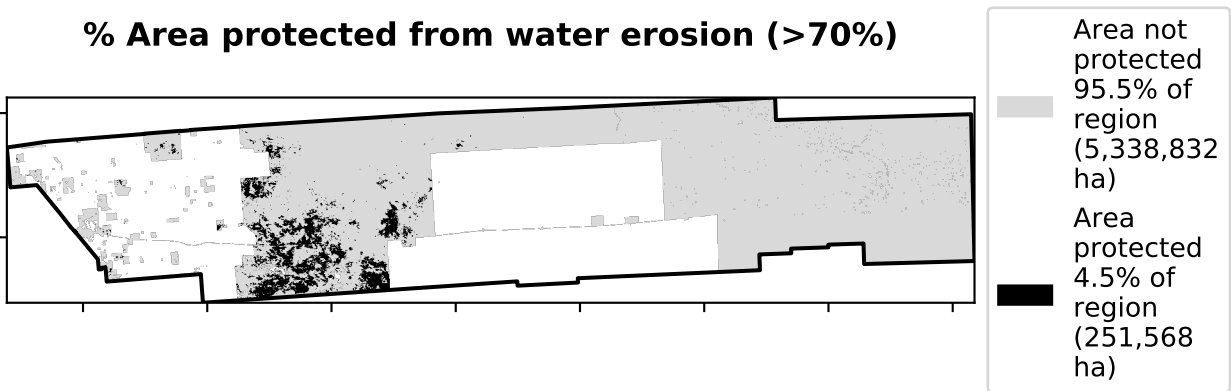 % Area protected from water erosion (>70%)
Area not
protected
95.5% of
region
(5,338,832
ha)
Area
protected
4.5% of
region
(251,568
ha)